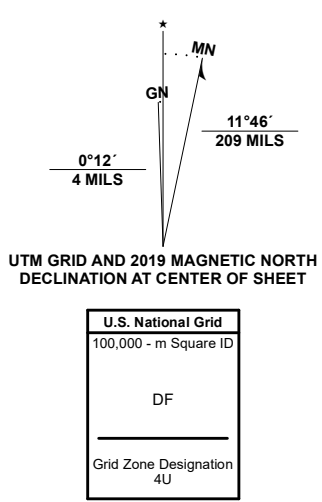 ★
MN
GN
11°46´
209 MILS
0°12´
4 MILS
UTM GRID AND 2019 MAGNETIC NORTH
DECLINATION AT CENTER OF SHEET
U.S. National Grid
100,000 - m Square ID
DF
Grid Zone Designation
4U